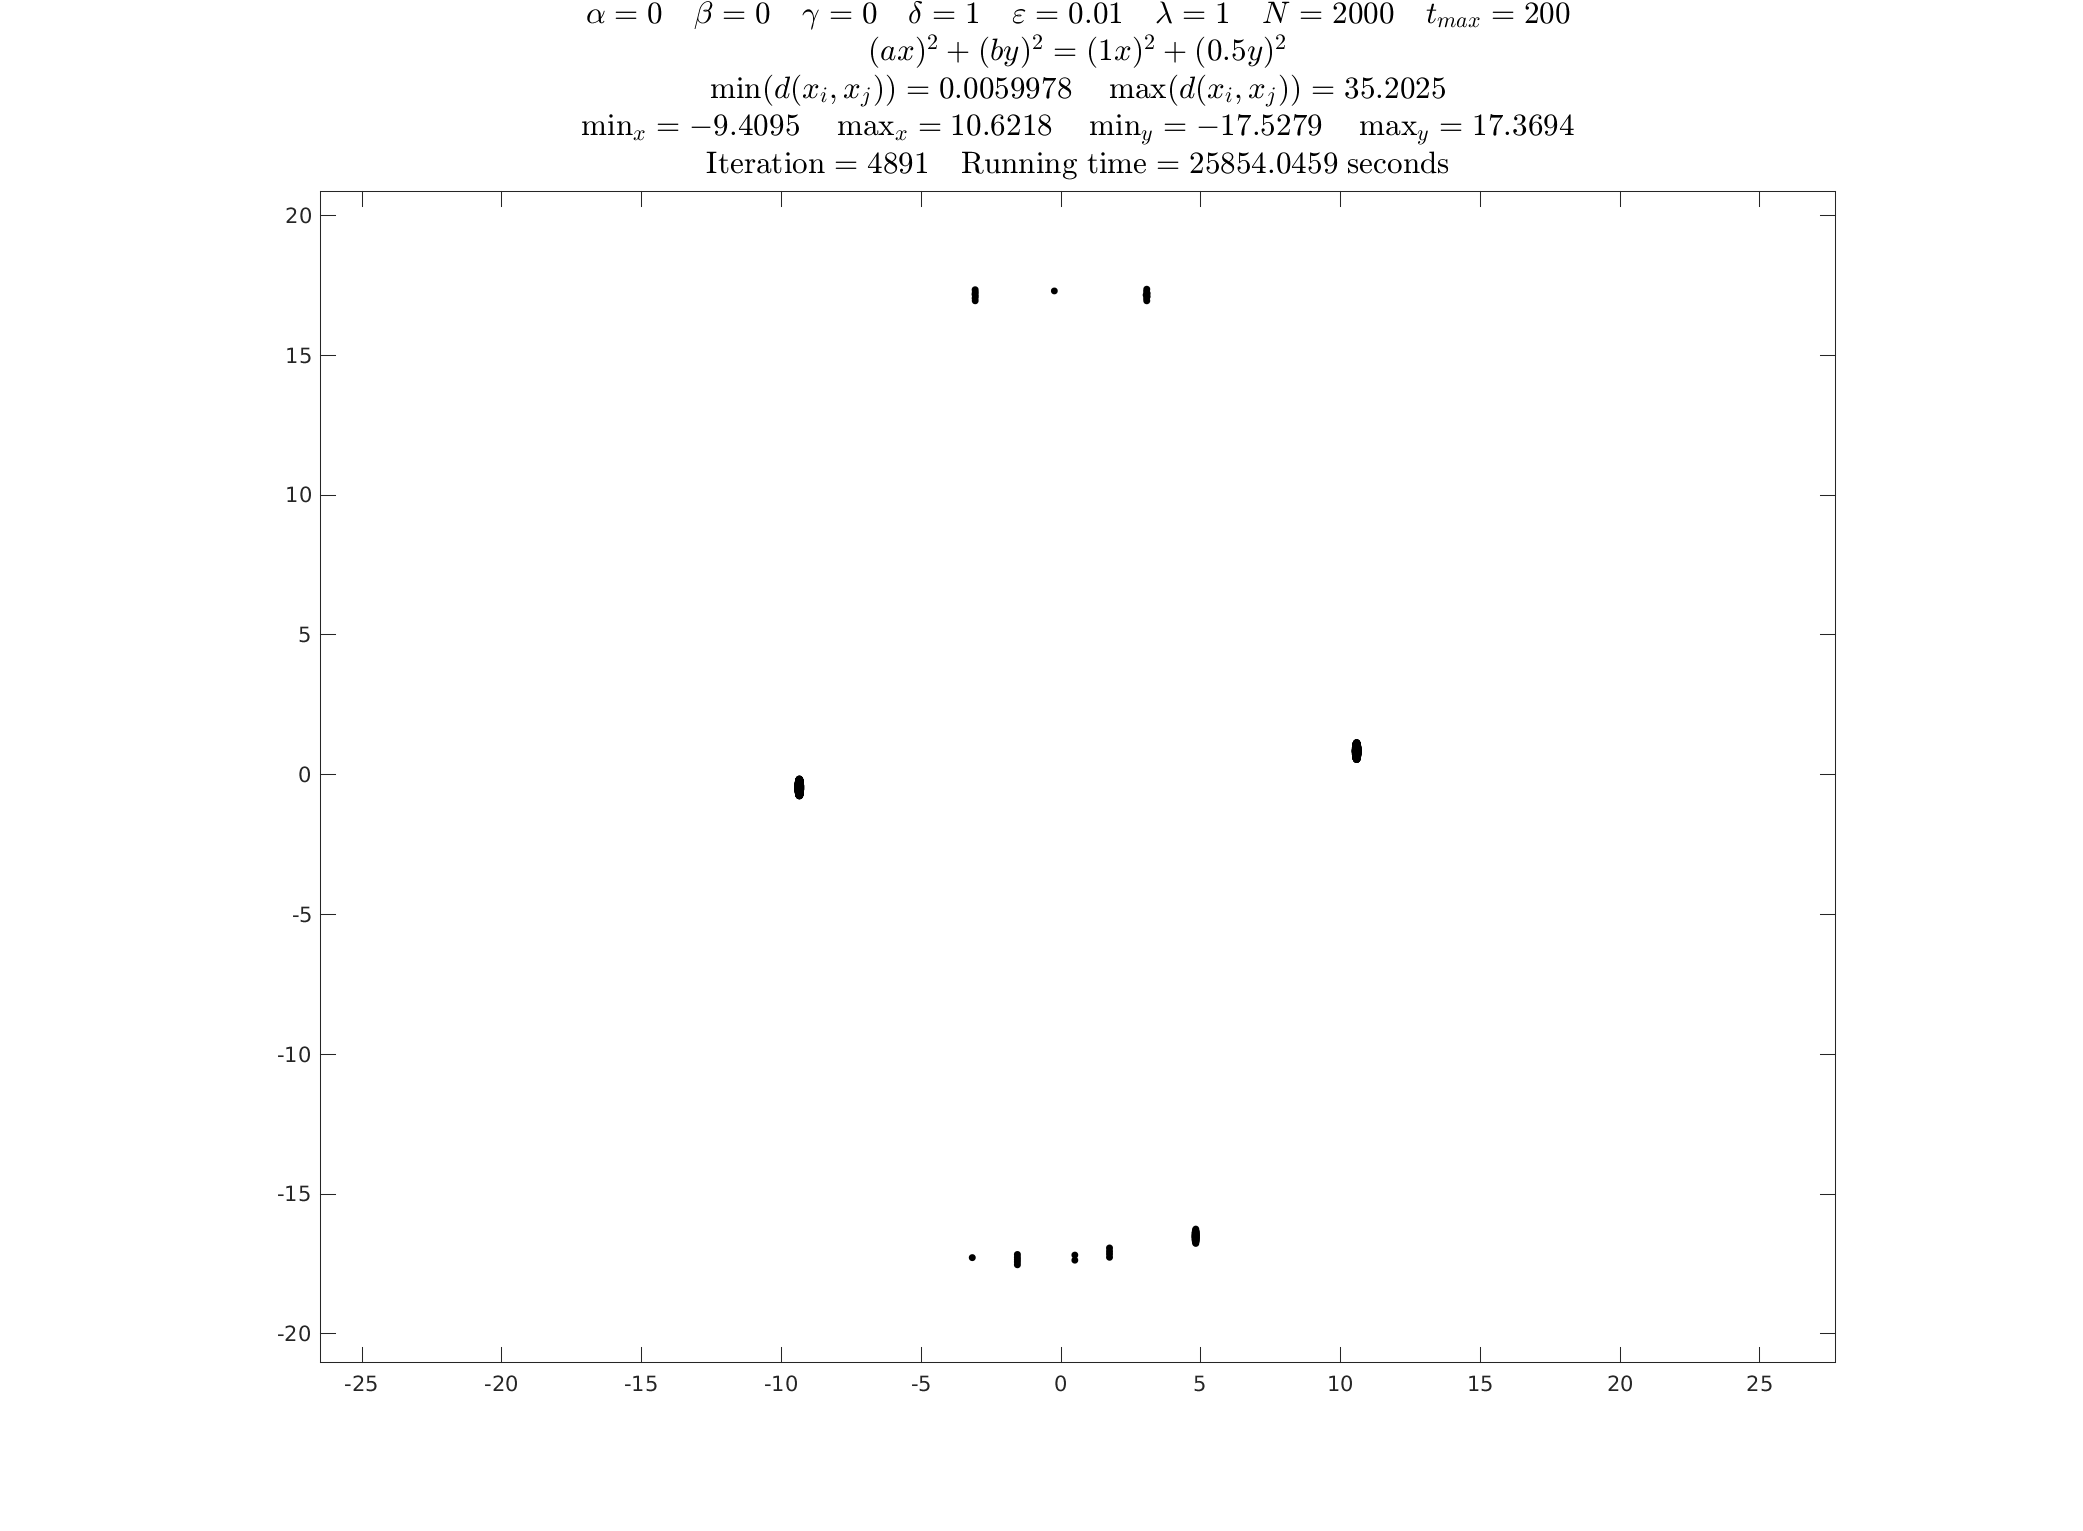 α = 0 β = 0 γ = 0 δ = 1 ε = 0.01 λ = 1 N = 2000 t_{max} = 200
(ax)² + (by)² = (1x)² + (0.5y)²
min(d(x_i, x_j)) = 0.0059978 max(d(x_i, x_j)) = 35.2025
min_x = −9.4095 max_x = 10.6218 min_y = −17.5279 max_y = 17.3694
Iteration = 4891 Running time = 25854.0459 seconds
20
15
10
5
0
-5
-10
-15
-20
-25 -20 -15 -10 -5 0 5 10 15 20 25